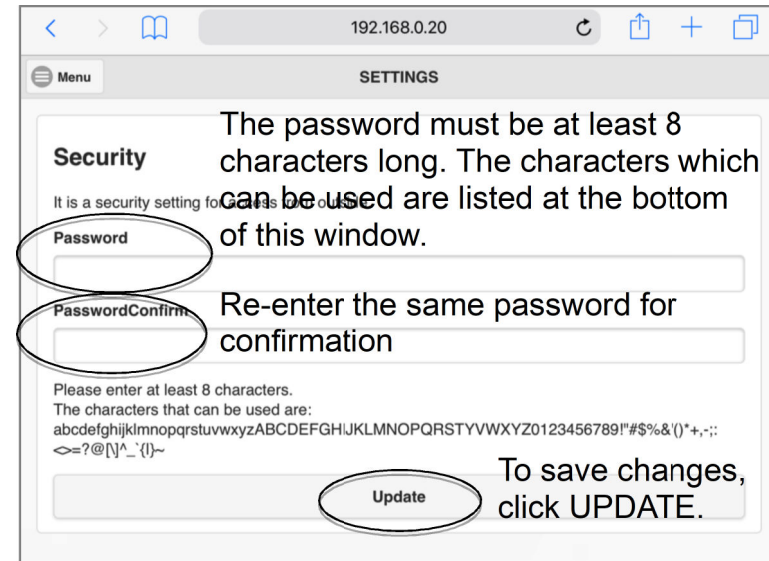 192.168.0.20
Menu
SETTINGS
The password must be at least 8
characters long. The characters which
can be used are listed at the bottom
of this window.
Security
It is a security setting for access from outside.
Password
PasswordConfirm
Re-enter the same password for
confirmation
Please enter at least 8 characters.
The characters that can be used are:
abcdefghijklmnopqrstuvwxyzABCDEFGHIJKLMNOPQRSTYVWXYZ0123456789!"#$%&'()*+,-;:
<>=?@[\]^_`{|}~
Update
To save changes,
click UPDATE.